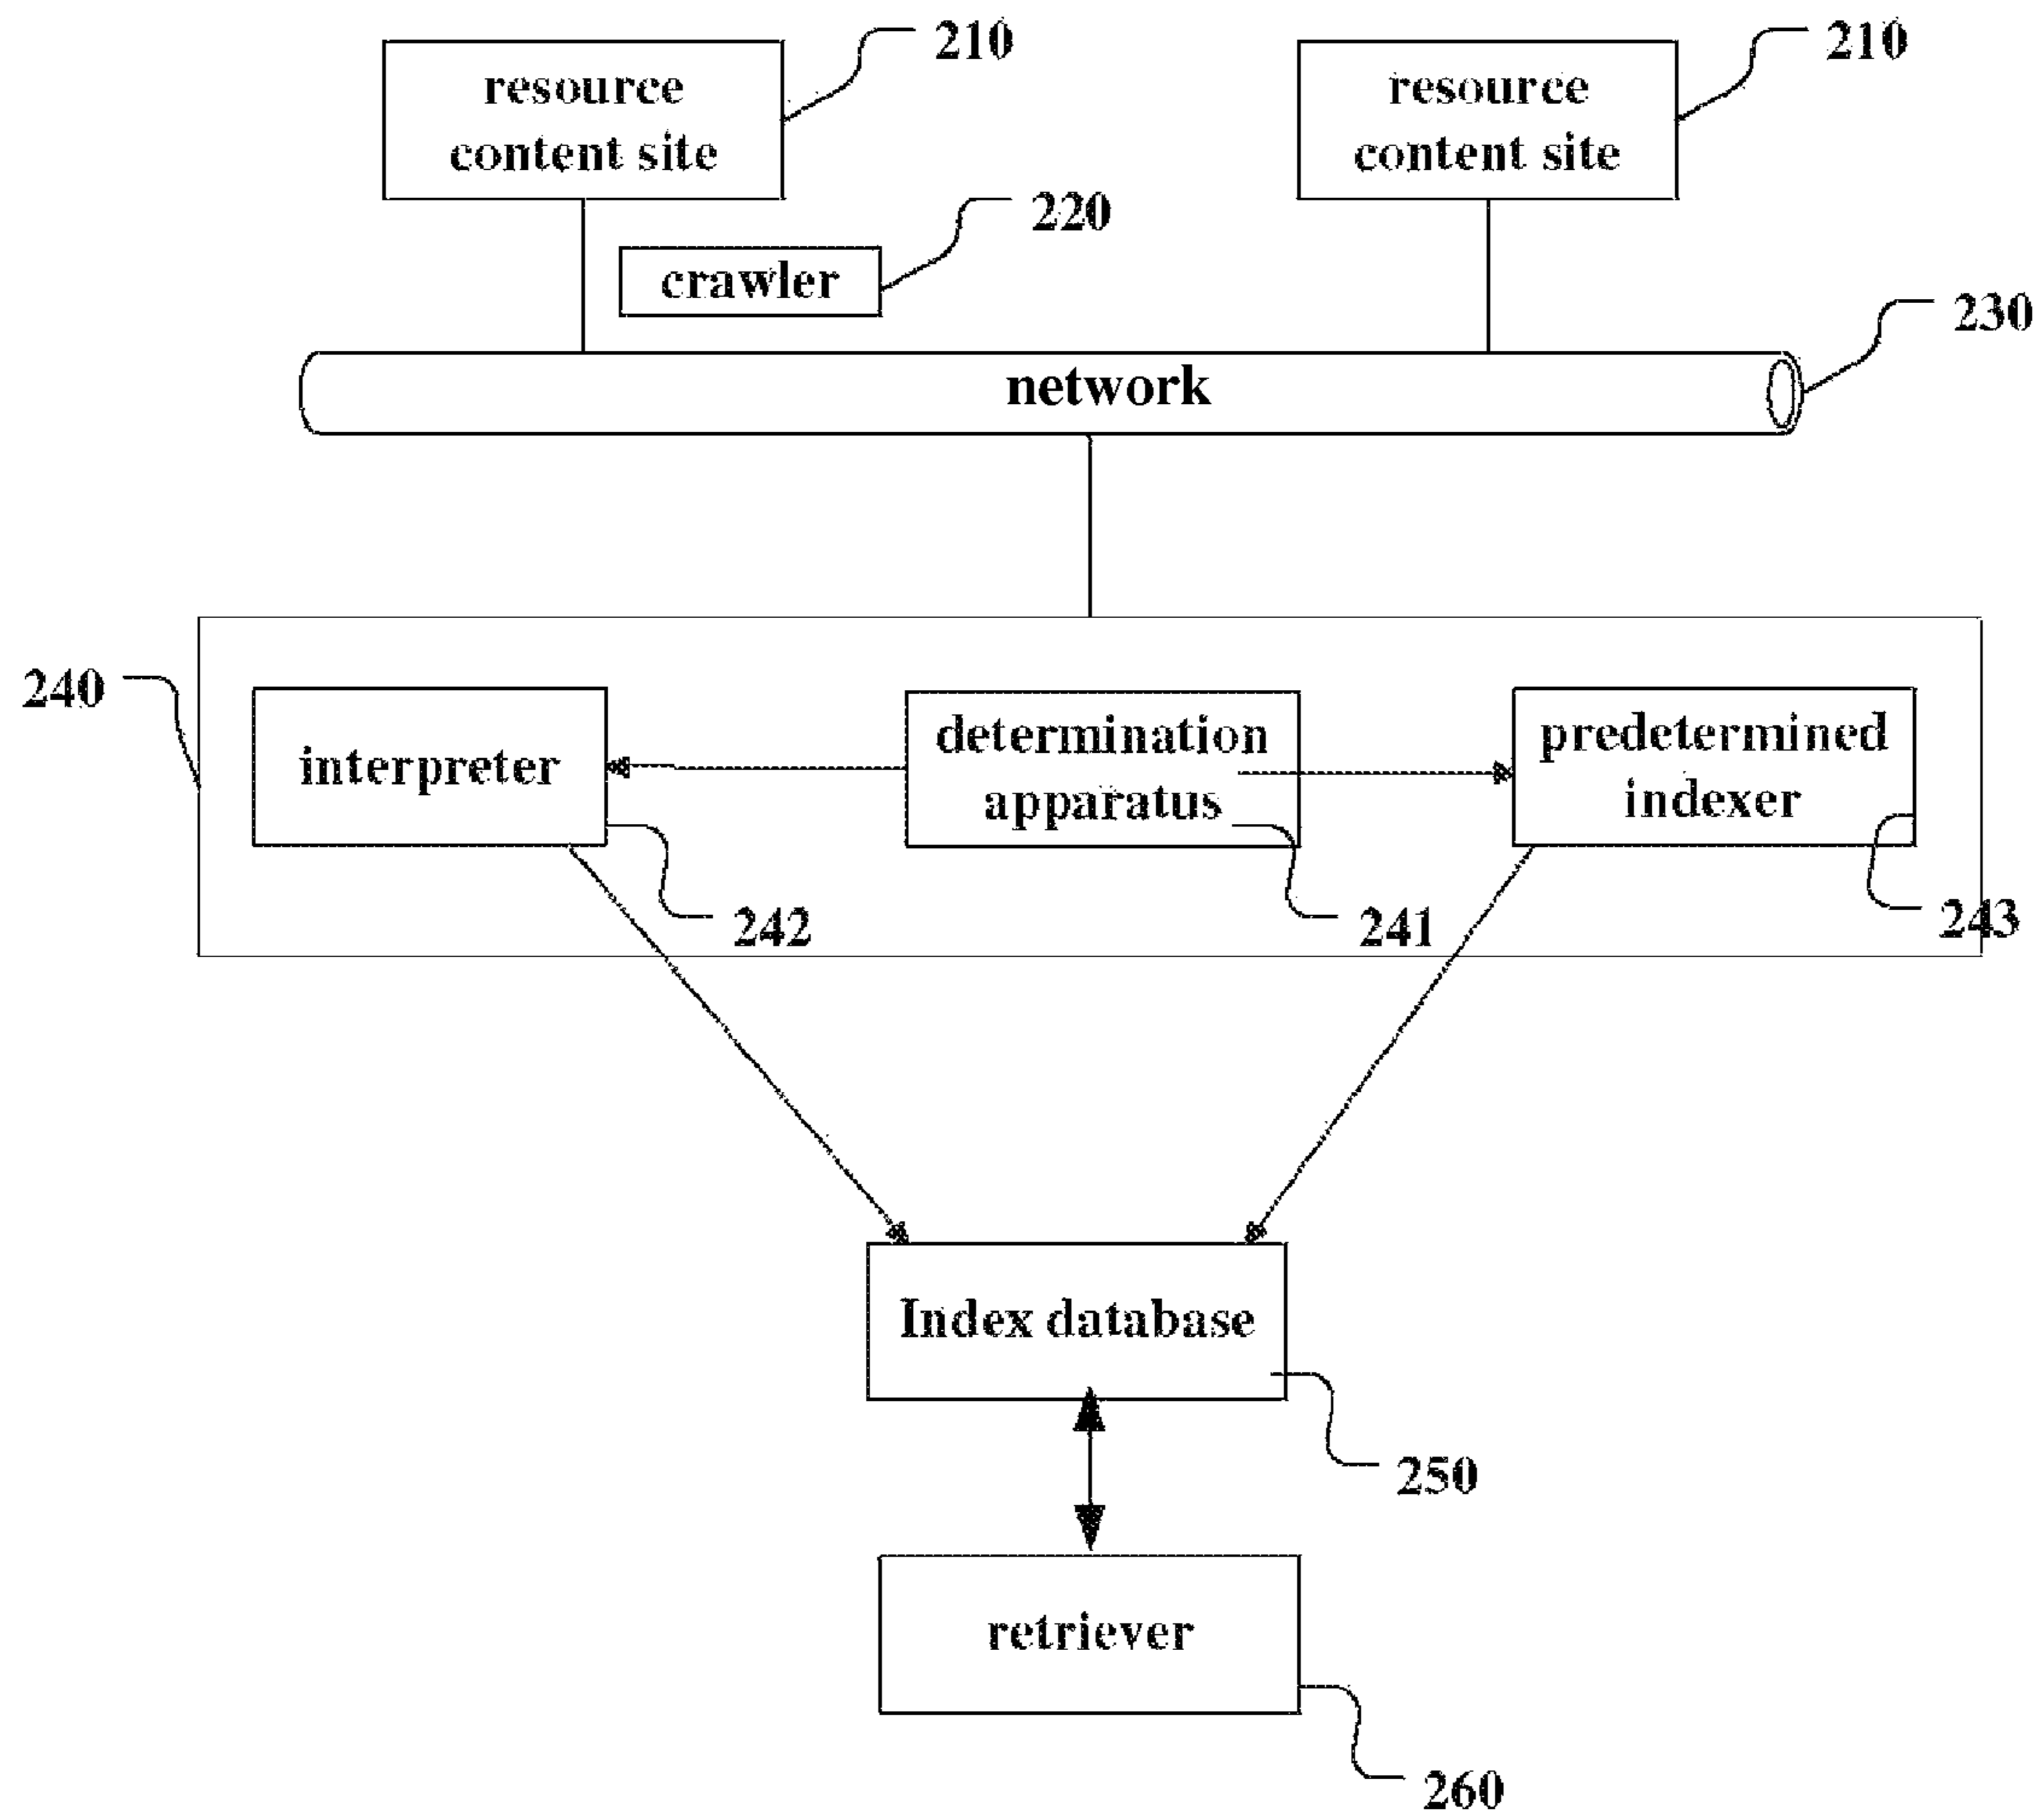 210
210
resource
content site
resource
content site
220
crawler
230
network
240
interpreter
determination
apparatus
predetermined
indexer
242
241
243
Index database
250
retriever
260